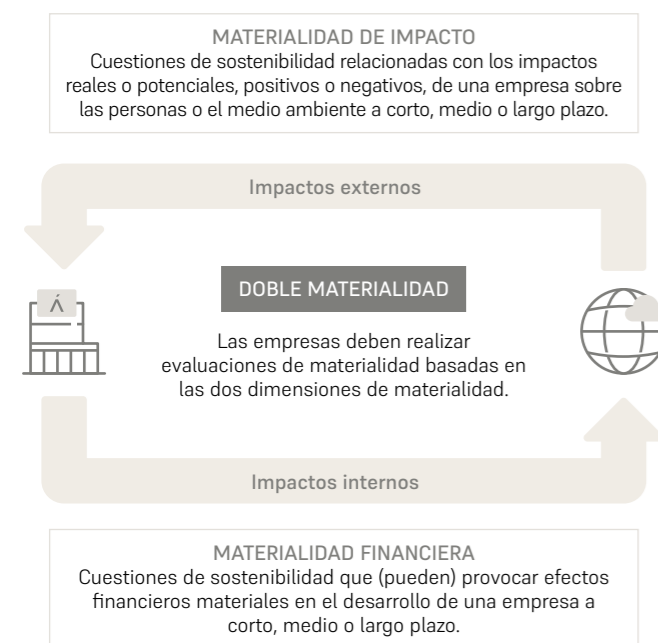 MATERIALIDAD DE IMPACTO
Cuestiones de sostenibilidad relacionadas con los impactos
reales o potenciales, positivos o negativos, de una empresa sobre
las personas o el medio ambiente a corto, medio o largo plazo.
Impactos externos
Á
DOBLE MATERIALIDAD
Las empresas deben realizar
evaluaciones de materialidad basadas en
las dos dimensiones de materialidad.
Impactos internos
MATERIALIDAD FINANCIERA
Cuestiones de sostenibilidad que (pueden) provocar efectos
financieros materiales en el desarrollo de una empresa a
corto, medio o largo plazo.